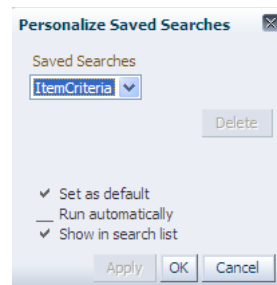 Personalize Saved Searches
Saved Searches
ItemCriteria
Delete
Set as default
Run automatically
Show in search list
Apply OK Cancel